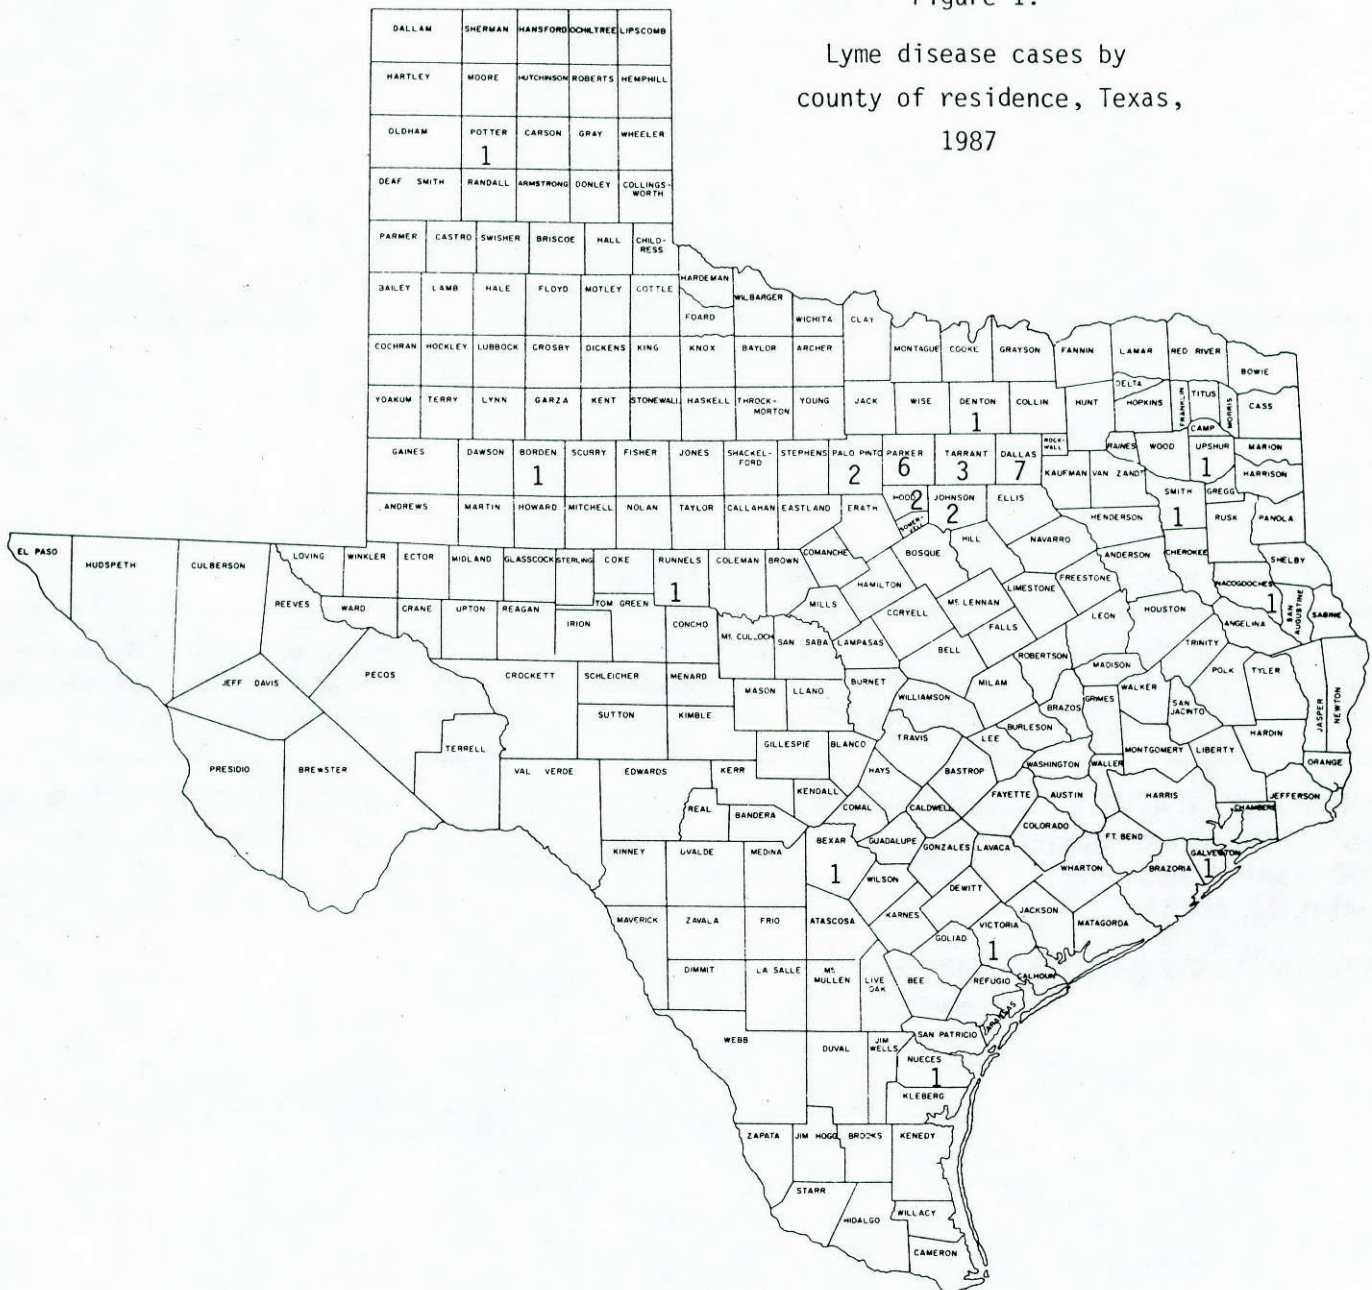 Figure 1.
Lyme disease cases by
county of residence, Texas,
1987
DALLAM SHERMAN HANSFORD OCHILTREE LIPSCOMB
HARTLEY MOORE HUTCHINSON ROBERTS HEMPHILL
OLDHAM POTTER CARSON GRAY WHEELER
1
DEAF SMITH RANDALL ARMSTRONG DONLEY COLLINGS-
WORTH
PARMER CASTRO SWISHER BRISCOE HALL CHILD-
RESS
BAILEY LAMB HALE FLOYD MOTLEY COTTLE HARDEMAN WILBARGER
FOARD WICHITA CLAY
COCHRAN HOCKLEY LUBBOCK CROSBY DICKENS KING KNOX BAYLOR ARCHER MONTAGUE COOKE GRAYSON FANNIN LAMAR RED RIVER BOWIE
YOAKUM TERRY LYNN GARZA KENT STONEWALL HASKELL THROCK-
MORTON YOUNG JACK WISE DENTON COLLIN HUNT DELTA HOPKINS FRANKLIN TITUS MORRIS CASS
1 CAMP
GAINES DAWSON BORDEN SCURRY FISHER JONES SHACKEL-
FORD STEPHENS PALO PINTO PARKER TARRANT DALLAS ROCK-
WALL RAINES WOOD UPSHUR MARION
1 2 6 3 7 KAUFMAN VAN ZANDT 1 HARRISON
ANDREWS MARTIN HOWARD MITCHELL NOLAN TAYLOR CALLAHAN EASTLAND ERATH HOOD JOHNSON ELLIS SMITH GREGG
2 2 1
SOMER-
VELL HILL NAVARRO HENDERSON RUSK PANOLA
EL PASO HUDSPETH CULBERSON LOVING WINKLER ECTOR MIDLAND GLASSCOCK STERLING COKE RUNNELS COLEMAN BROWN COMANCHE BOSQUE ANDERSON CHEROKEE SHELBY
1
REEVES WARD CRANE UPTON REAGAN TOM GREEN HAMILTON LIMESTONE FREESTONE NACOGDOCHES
1
IRION CONCHO MILLS CORYELL Mc LENNAN LEON HOUSTON ANGELINA SAN
AUGUSTINE SABINE
Mc CULLOCH SAN SABA LAMPASAS FALLS TRINITY
JEFF DAVIS PECOS CROCKETT SCHLEICHER MENARD BURNET BELL ROBERTSON MADISON POLK TYLER
MASON LLANO WILLIAMSON MILAM BRAZOS GRIMES WALKER SAN
JACINTO JASPER NEWTON
SUTTON KIMBLE BURLESON
TERRELL GILLESPIE BLANCO TRAVIS LEE MONTGOMERY LIBERTY HARDIN
PRESIDIO BREWSTER VAL VERDE EDWARDS KERR HAYS BASTROP WASHINGTON WALLER ORANGE
KENDALL FAYETTE AUSTIN HARRIS JEFFERSON
REAL BANDERA COMAL CALDWELL COLORADO CHAMBERS
KINNEY UVALDE MEDINA BEXAR GUADALUPE GONZALES LAVACA FT. BEND GALVESTON
1 WILSON WHARTON BRAZORIA 1
DEWITT
MAVERICK ZAVALA FRIO ATASCOSA KARNES JACKSON MATAGORDA
GOLIAD VICTORIA
1
DIMMIT LA SALLE Mc
MULLEN LIVE
OAK BEE REFUGIO CALHOUN
ARANSAS
WEBB DUVAL JIM
WELLS SAN PATRICIO
NUECES
1
KLEBERG
ZAPATA JIM HOGG BROOKS KENEDY
STARR
HIDALGO WILLACY
CAMERON